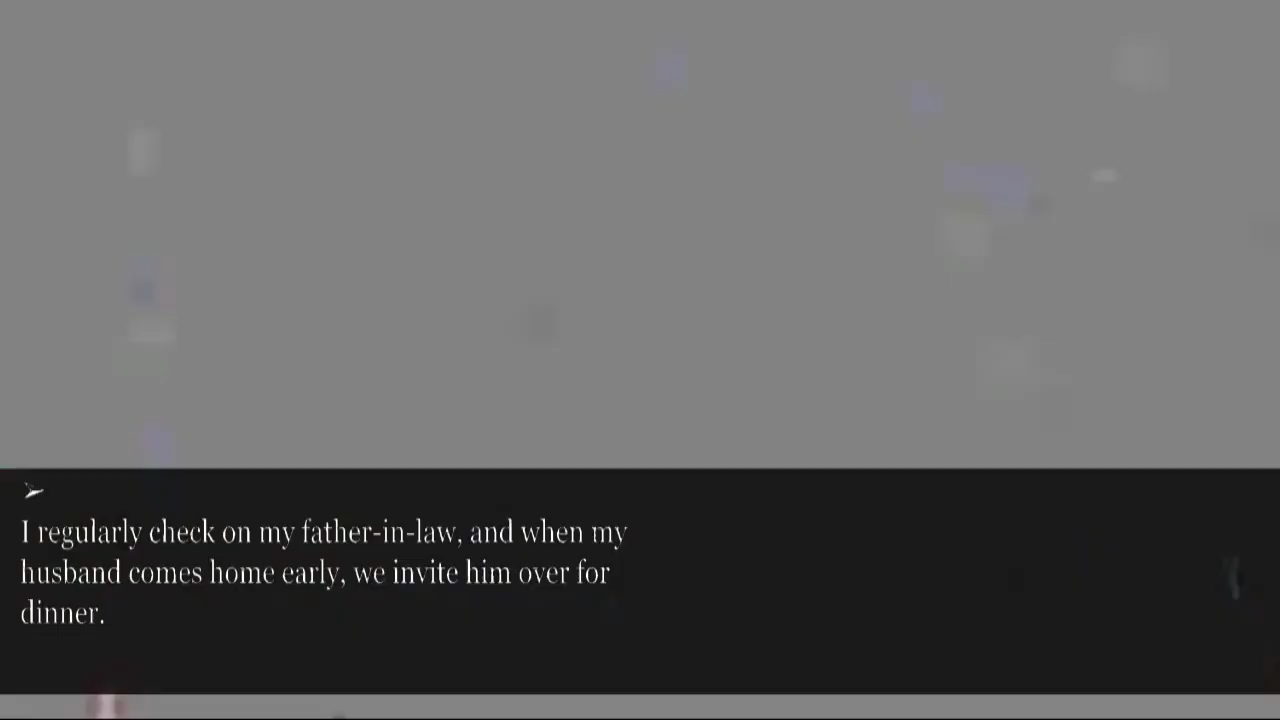 I regularly check on my father-in-law, and when my
husband comes home early, we invite him over for
dinner.